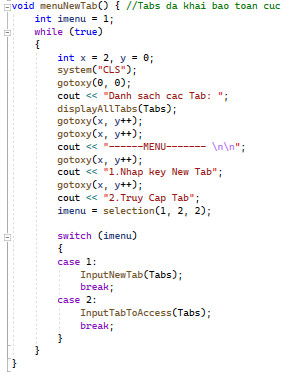 void menuNewTab() { //Tabs da khai bao toan cuc
    int imenu = 1;
    while (true)
    {
        int x = 2, y = 0;
        system("CLS");
        gotoxy(0, 0);
        cout << "Danh sach cac Tab: ";
        displayAllTabs(Tabs);
        gotoxy(x, y++);
        gotoxy(x, y++);
        cout << "------MENU------- \n\n";
        gotoxy(x, y++);
        cout << "1.Nhap key New Tab";
        gotoxy(x, y++);
        cout << "2.Truy Cap Tab";
        imenu = selection(1, 2, 2);

        switch (imenu)
        {
        case 1:
            InputNewTab(Tabs);
            break;
        case 2:
            InputTabToAccess(Tabs);
            break;
        }
    }
}